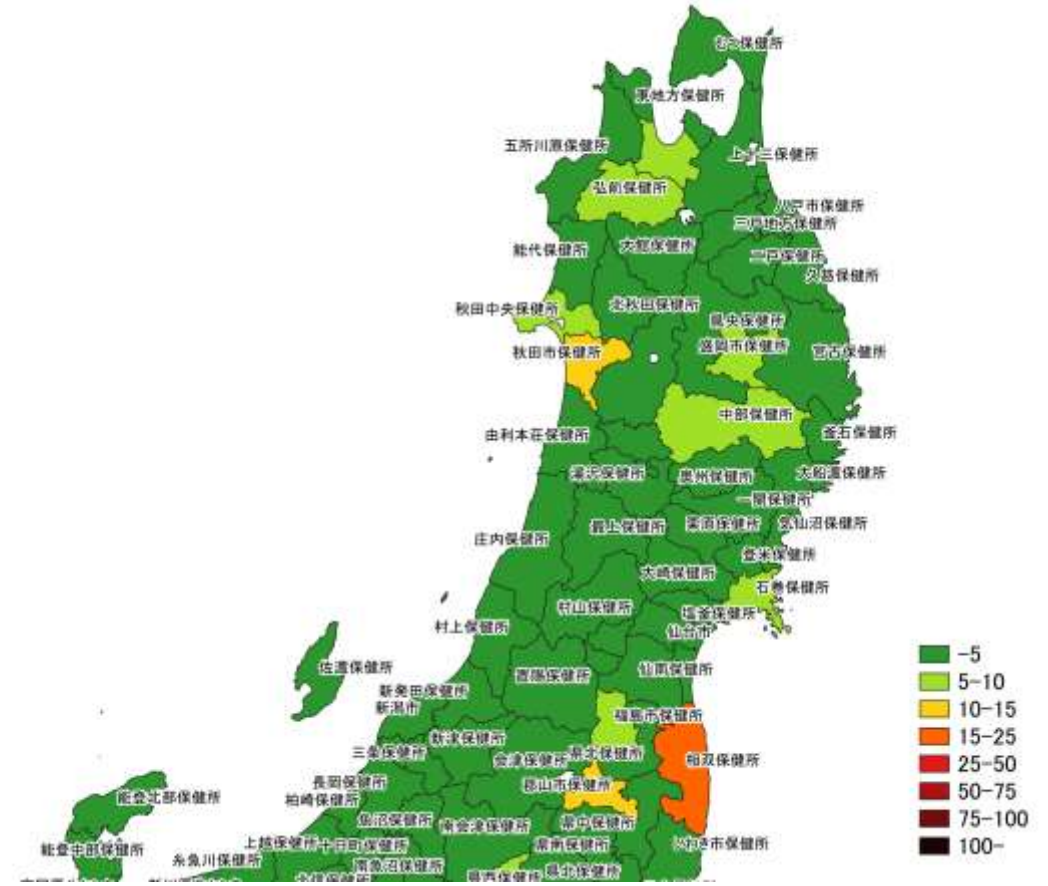 むつ保健所
東地方保健所
五所川原保健所
上十三保健所
弘前保健所
八戸市保健所
三戸地方保健所
大館保健所
能代保健所
二戸保健所
久慈保健所
北秋田保健所
秋田中央保健所
県央保健所
盛岡市保健所
秋田市保健所
宮古保健所
中部保健所
釜石保健所
由利本荘保健所
湯沢保健所
奥州保健所
大船渡保健所
一関保健所
最上保健所
栗原保健所
気仙沼保健所
庄内保健所
登米保健所
大崎保健所
石巻保健所
村山保健所
塩釜保健所
村上保健所
仙台市
佐渡保健所
置賜保健所
仙南保健所
新発田保健所
新潟市
福島市保健所
新津保健所
三条保健所
会津保健所
県北保健所
相双保健所
長岡保健所
郡山市保健所
能登北部保健所
柏崎保健所
魚沼保健所
南会津保健所
県中保健所
能登中部保健所
上越保健所
十日町保健所
県南保健所
いわき市保健所
糸魚川保健所
南魚沼保健所
県西保健所
県北保健所
-5
5-10
10-15
15-25
25-50
50-75
75-100
100-